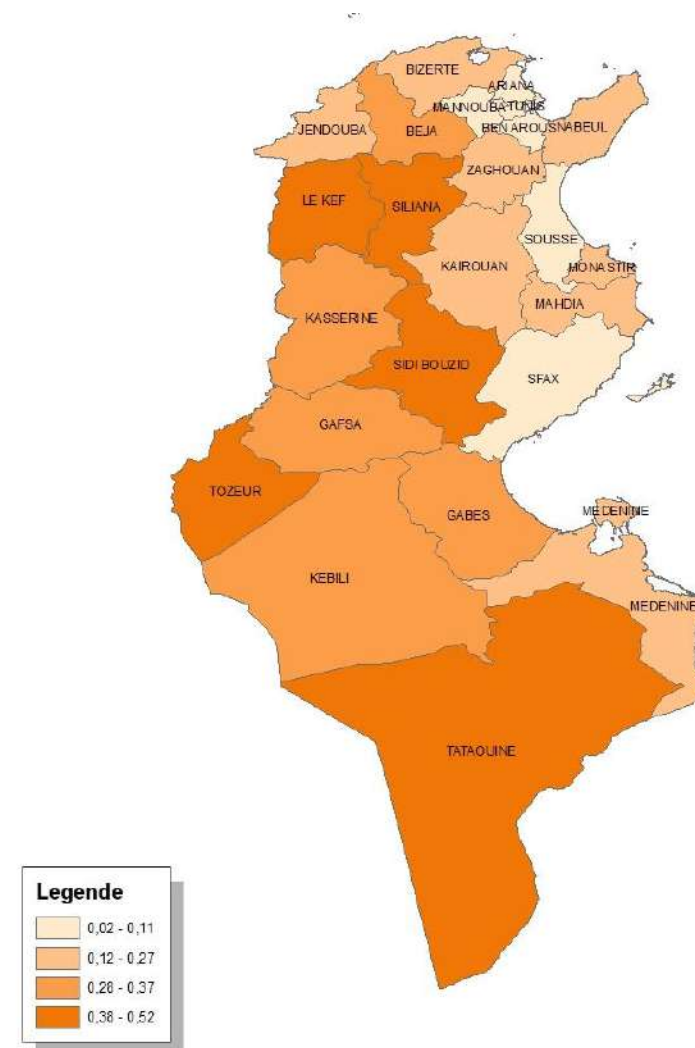 BIZERTE
ARIANA
MANNOUBA
TUNIS
JENDOUBA
BEJA
BEN AROUS
NABEUL
ZAGHOUAN
LE KEF
SILIANA
SOUSSE
KAIROUAN
MONASTIR
MAHDIA
KASSERINE
SIDI BOUZID
SFAX
GAFSA
TOZEUR
GABES
MEDENINE
KEBILI
MEDENINE
TATAOUINE
Legende
0,02 - 0,11
0,12 - 0,27
0,28 - 0,37
0,38 - 0,52